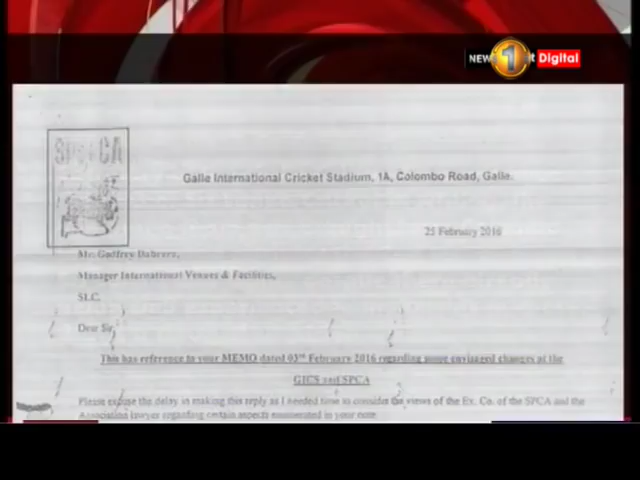 NEWS 1st Digital
SPCA
Galle International Cricket Stadium, 1A, Colombo Road, Galle.
25 February 2016
Mr. Godfrey Dabrera,
Manager International Venues & Facilities,
SLC.
Dear Sir,
This has reference to your MEMO dated 03rd February 2016 regarding some envisaged changes at the
GICS and SPCA
Please excuse the delay in making this reply as I needed time to consider the views of the Ex. Co. of the SPCA and the
Association lawyer regarding certain aspects enumerated in your note